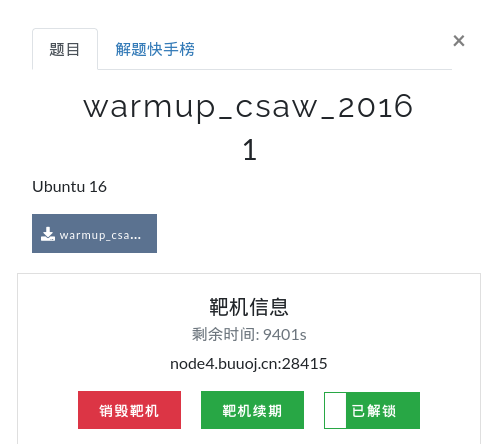 题目 解题快手榜 ×
warmup_csaw_2016
1
Ubuntu 16
warmup_csa...
靶机信息
剩余时间: 9401s
node4.buuoj.cn:28415
销毁靶机 靶机续期 已解锁